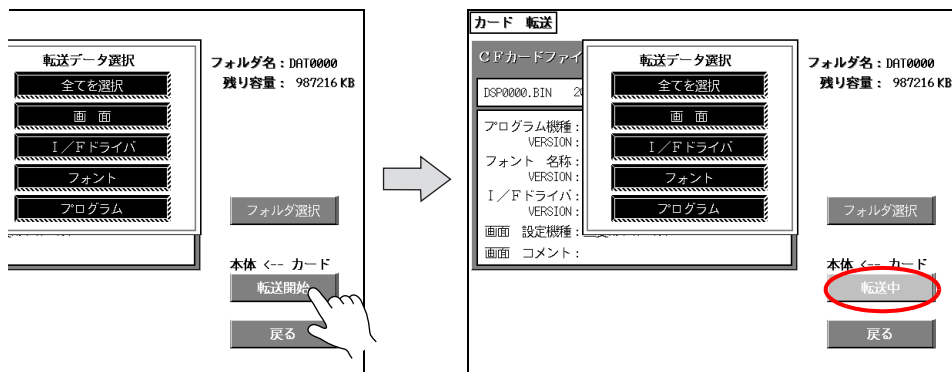 転送データ選択
全てを選択
画 面
I/Fドライバ
フォント
プログラム
フォルダ名:DAT0000
残り容量: 987216 KB
フォルダ選択
本体 <-- カード
転送開始
戻る
カード 転送
CFカードファイ
DSP0000.BIN 20
プログラム機種:
VERSION:
フォント 名称:
VERSION:
I/Fドライバ:
VERSION:
画面 設定機種:
画面 コメント:
転送データ選択
全てを選択
画 面
I/Fドライバ
フォント
プログラム
フォルダ名:DAT0000
残り容量: 987216 KB
フォルダ選択
本体 <-- カード
転送中
戻る